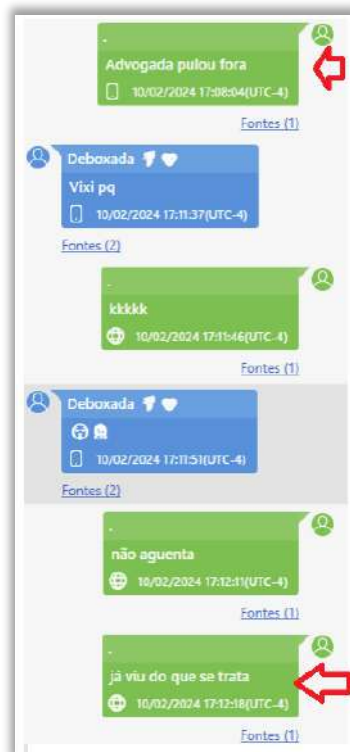 .
Advogada pulou fora
10/02/2024 17:08:04(UTC-4)
Fontes (1)
Deboxada
Vixi pq
10/02/2024 17:11:37(UTC-4)
Fontes (2)
.
kkkkk
10/02/2024 17:11:46(UTC-4)
Fontes (1)
Deboxada
10/02/2024 17:11:51(UTC-4)
Fontes (2)
.
não aguenta
10/02/2024 17:12:11(UTC-4)
Fontes (1)
.
já viu do que se trata
10/02/2024 17:12:18(UTC-4)
Fontes (1)